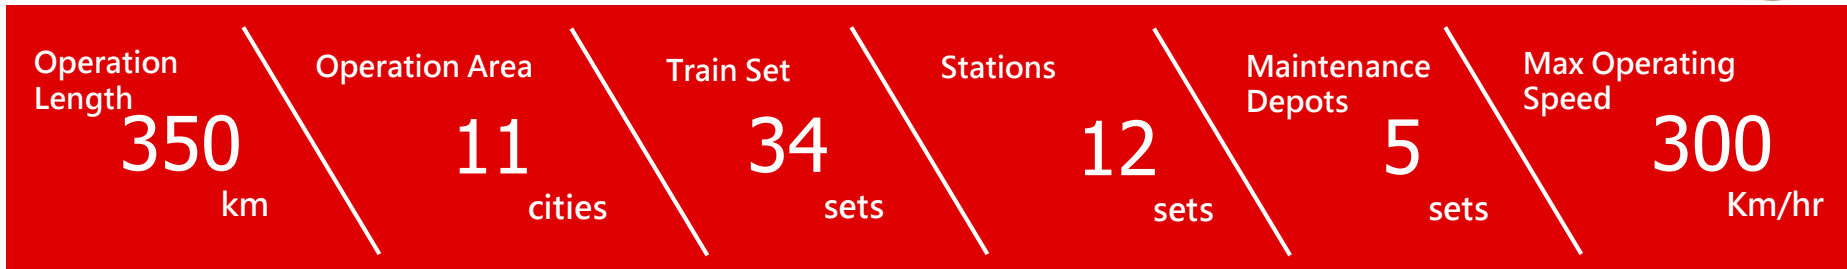 Operation
Length
350
km
Operation Area
11
cities
Train Set
34
sets
Stations
12
sets
Maintenance
Depots
5
sets
Max Operating
Speed
300
Km/hr